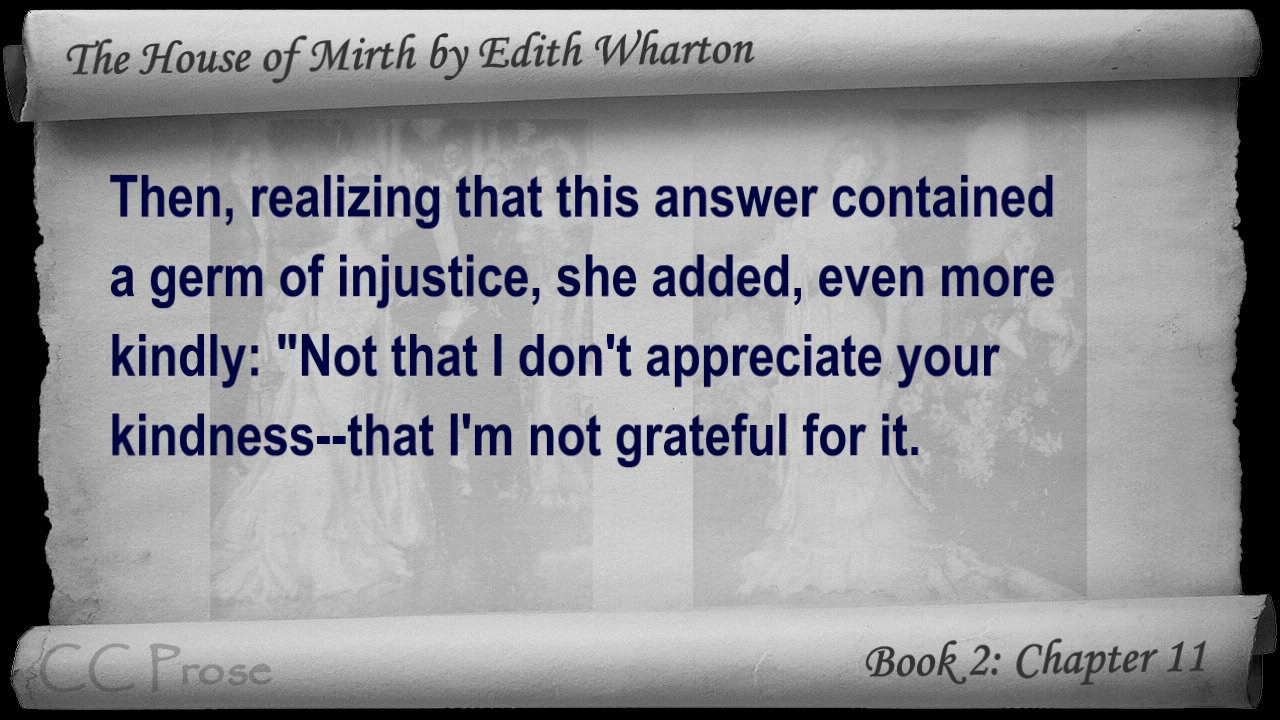 The House of Mirth by Edith Wharton
Then, realizing that this answer contained
a germ of injustice, she added, even more
kindly: "Not that I don't appreciate your
kindness--that I'm not grateful for it.
CC Prose
Book 2: Chapter 11